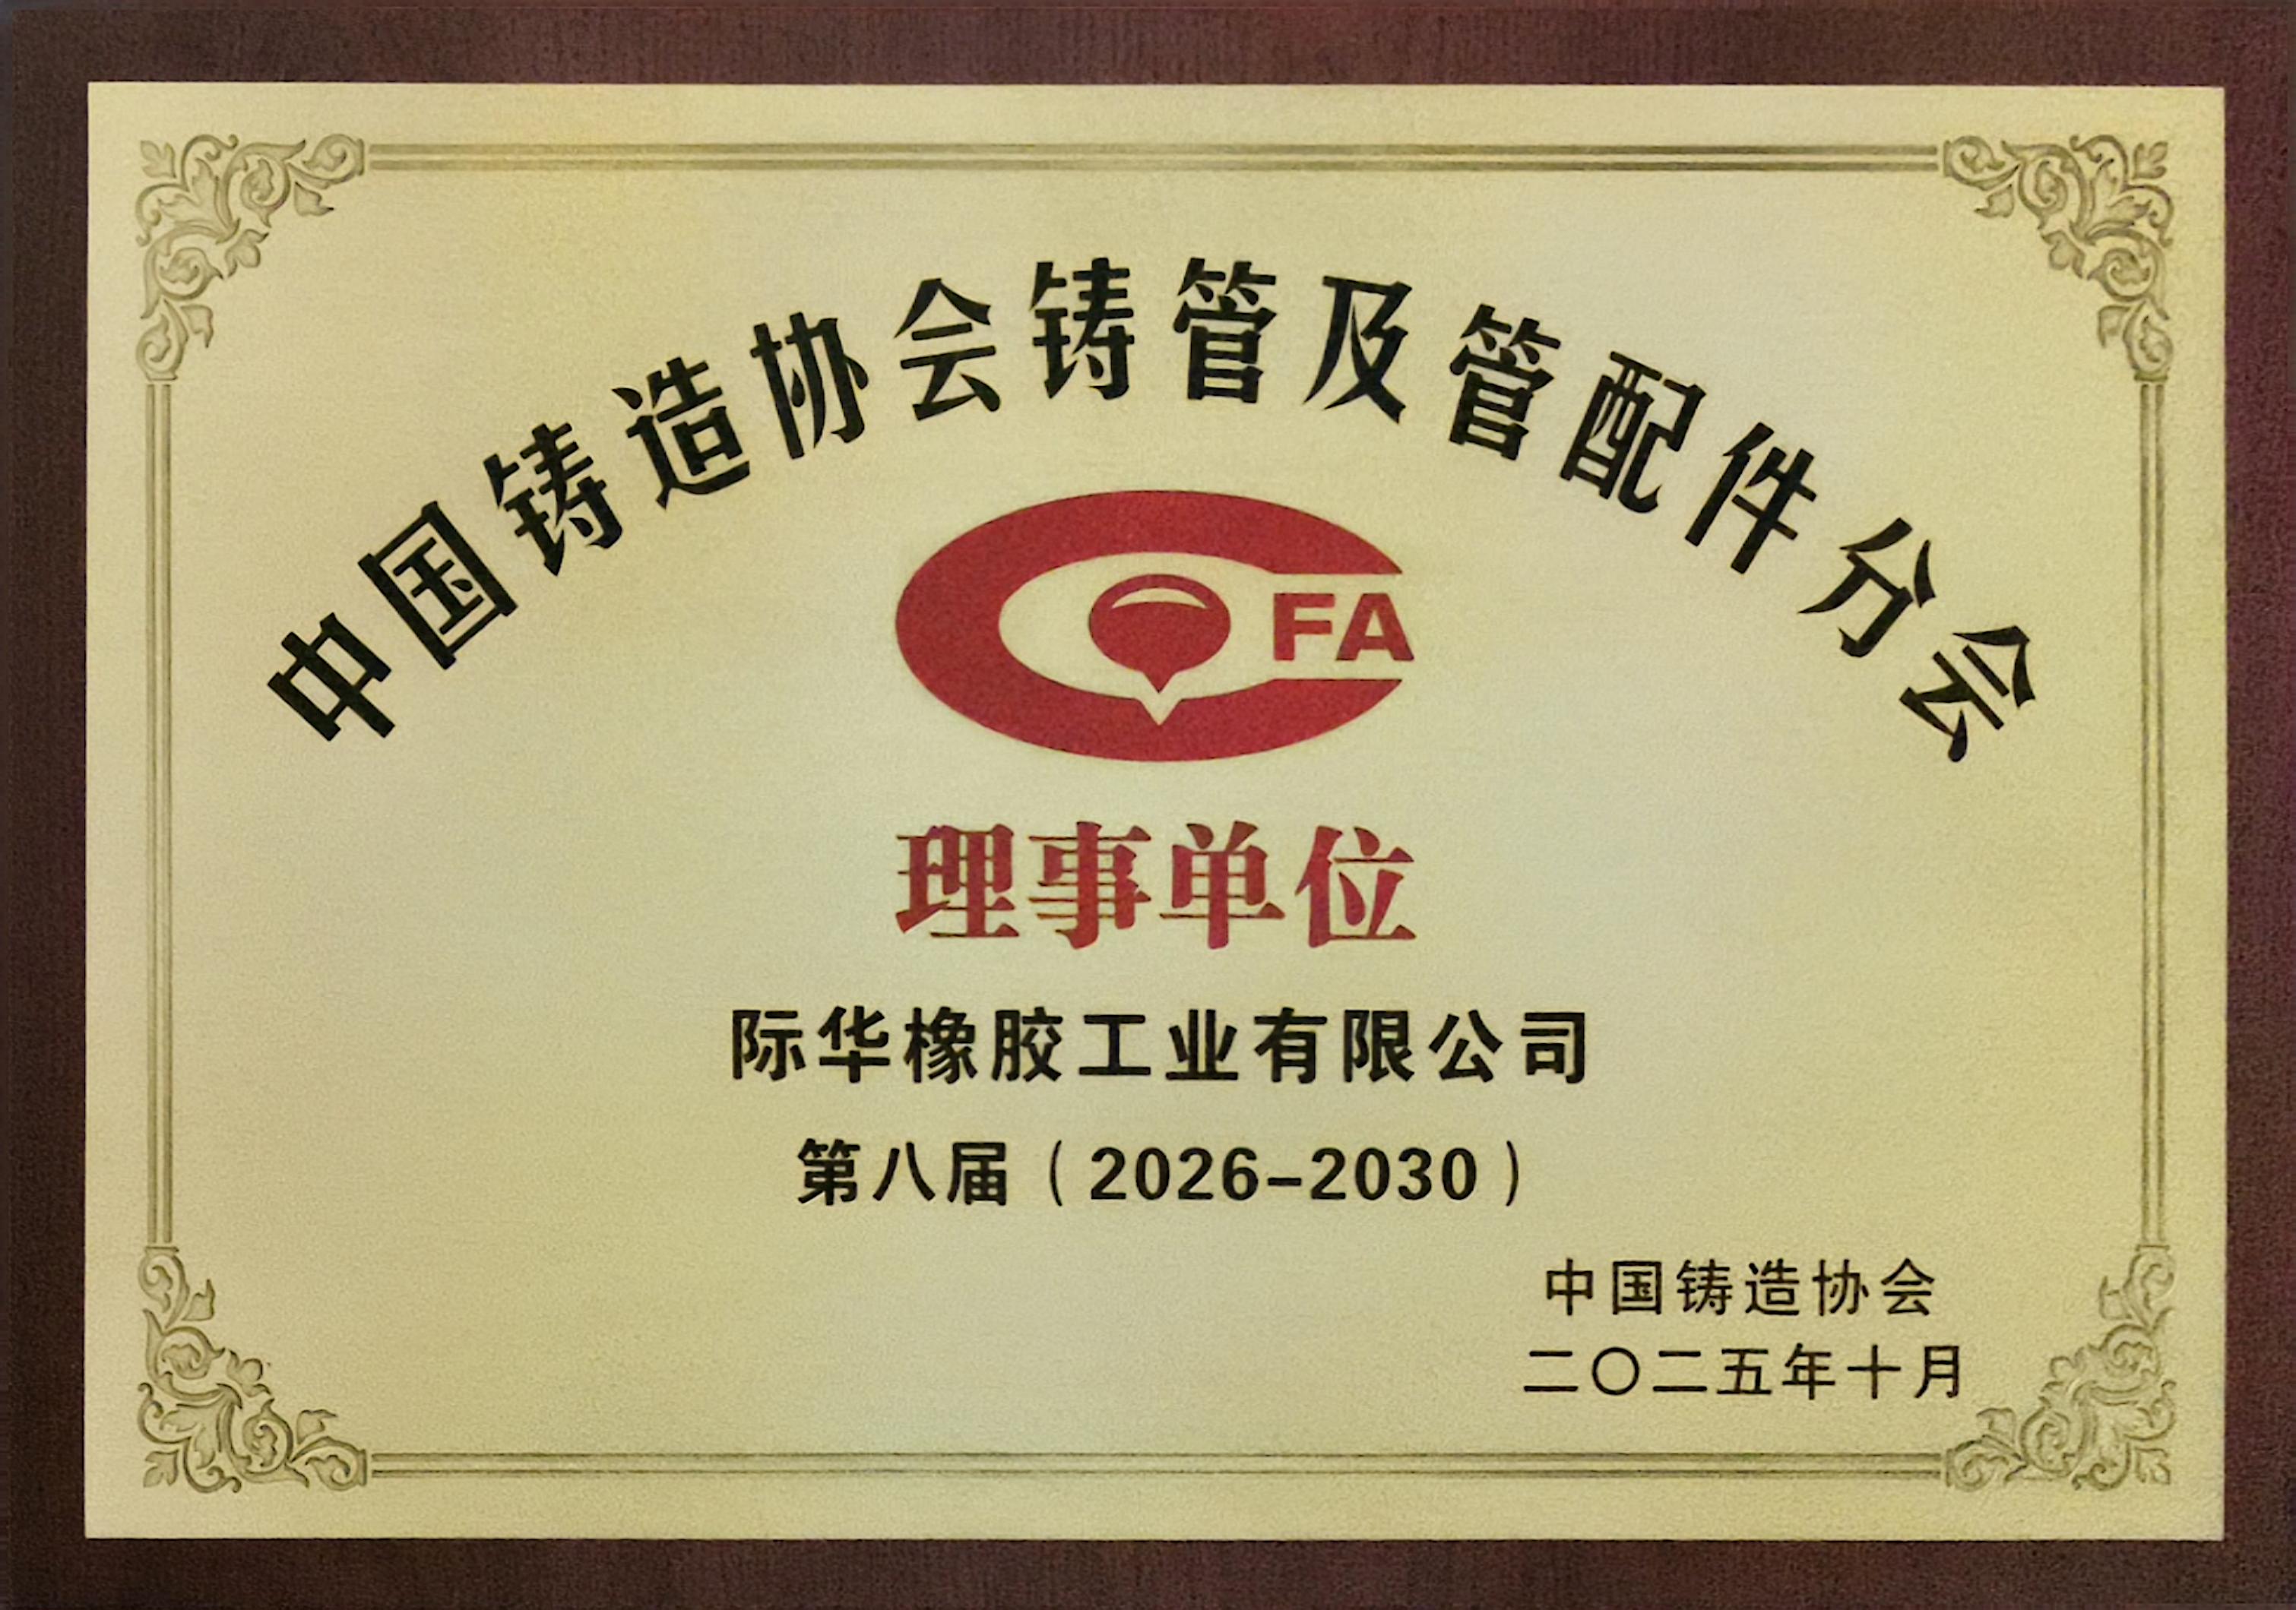 中国铸造协会铸管及管配件分会
FA
理事单位
际华橡胶工业有限公司
第八届（2026-2030）
中国铸造协会
二〇二五年十月